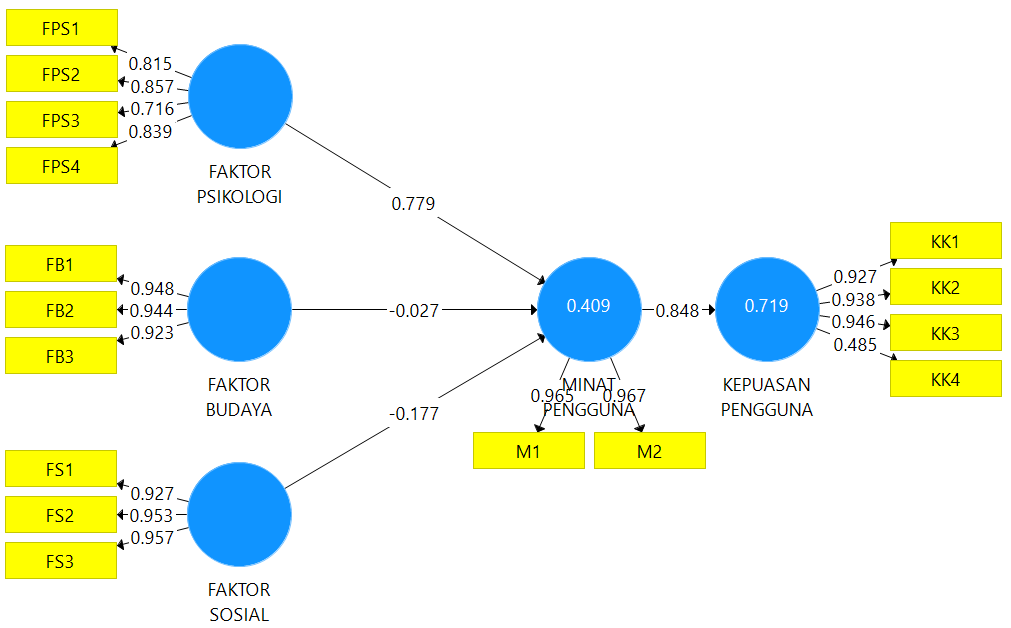 FPS1
FPS2
FPS3
FPS4
0.815
0.857
0.716
0.839
FAKTOR
PSIKOLOGI
0.779
FB1
FB2
FB3
0.948
0.944
0.923
FAKTOR
BUDAYA
-0.027
FS1
FS2
FS3
0.927
0.953
0.957
FAKTOR
SOSIAL
-0.177
0.409
MINAT
PENGGUNA
0.965
0.967
M1
M2
0.848
0.719
KEPUASAN
PENGGUNA
0.927
0.938
0.946
0.485
KK1
KK2
KK3
KK4